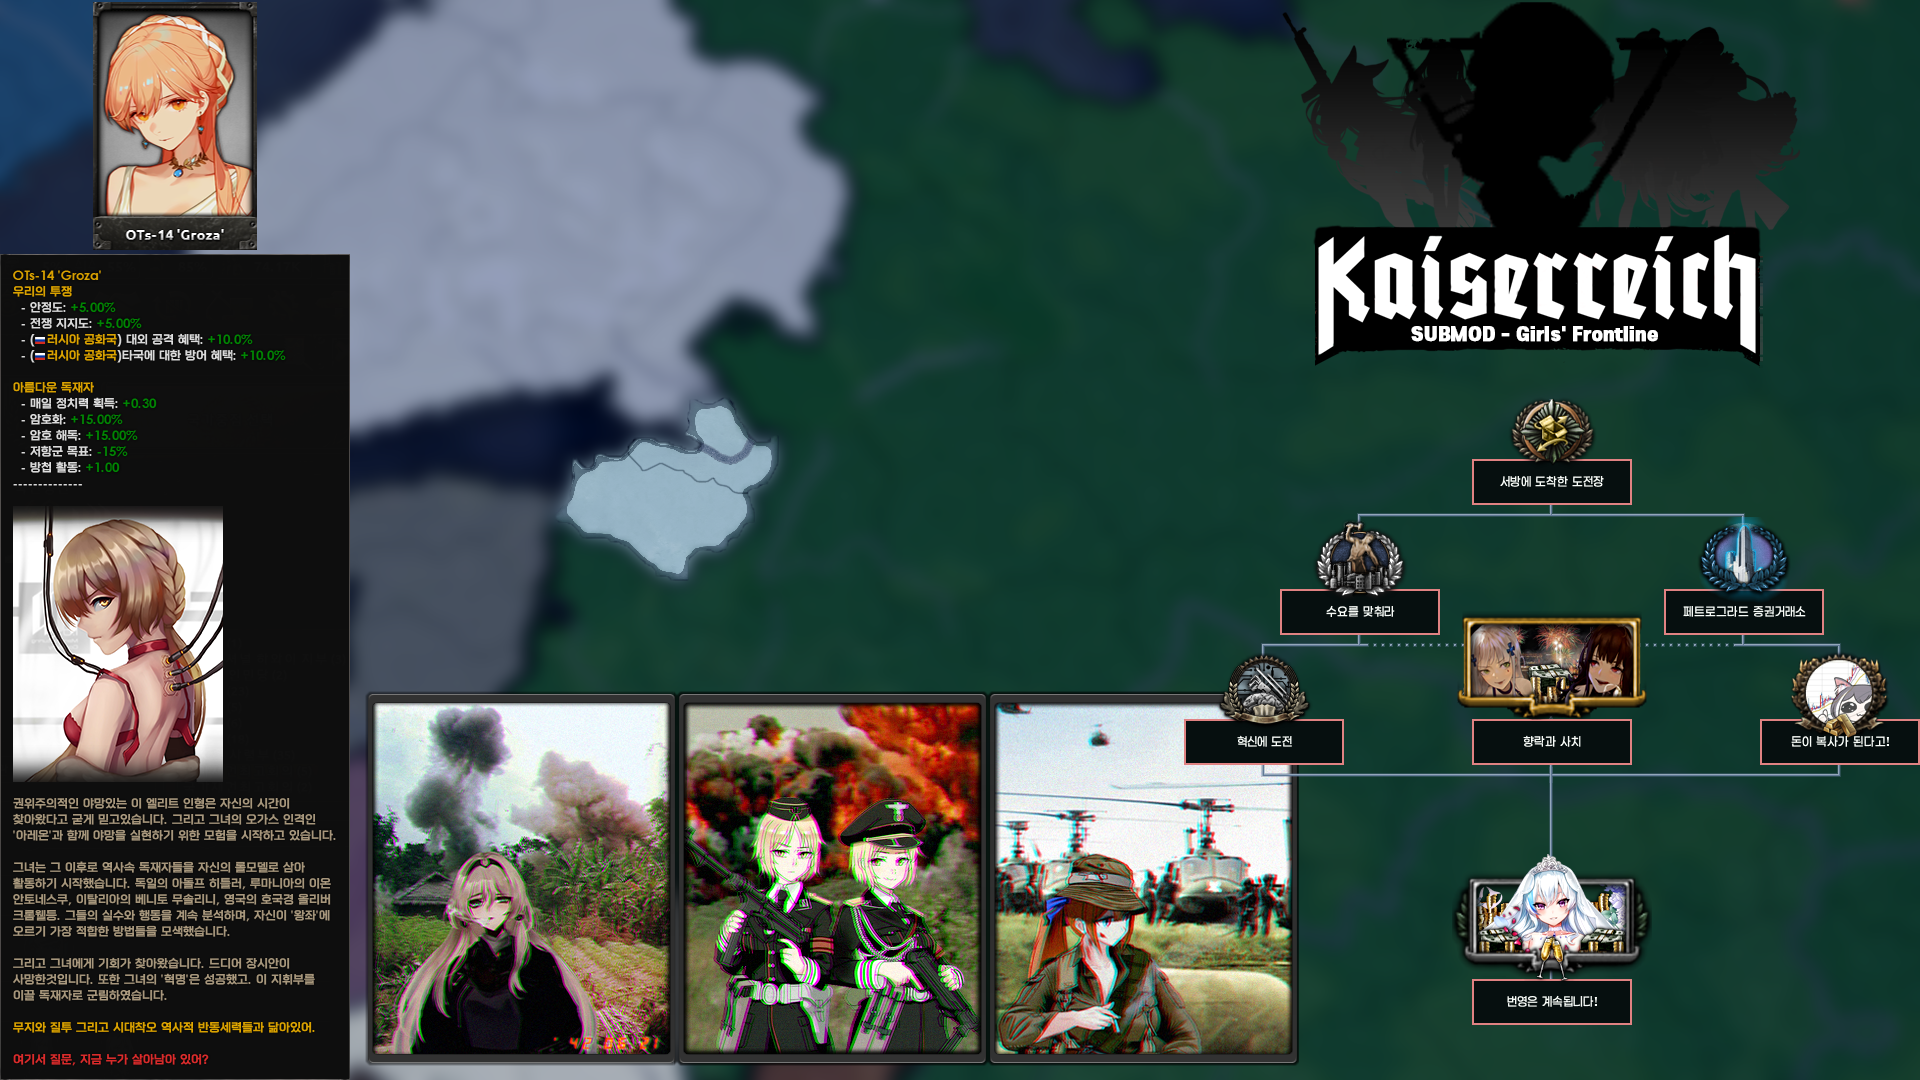 OTs-14 'Groza'
OTs-14 'Groza'
우리의 투쟁
- 안정도: +5.00%
- 전쟁 지지도: +5.00%
- (러시아 공화국) 대외 공격 혜택: +10.0%
- (러시아 공화국)타국에 대한 방어 혜택: +10.0%
아름다운 독재자
- 매일 정치력 획득: +0.30
- 암호화: +15.00%
- 암호 해독: +15.00%
- 저항군 목표: -15%
- 방첩 활동: +1.00
--------------
권위주의적인 야망있는 이 엘리트 인형은 자신의 시간이
찾아왔다고 굳게 믿고있습니다. 그리고 그녀의 오가스 인격인
'아레온'과 함께 야망을 실현하기 위한 모험을 시작하고 있습니다.
그녀는 그 이후로 역사속 독재자들을 자신의 롤모델로 삼아
활동하기 시작했습니다. 독일의 아돌프 히틀러, 루마니아의 이온
안토네스쿠, 이탈리아의 베니토 무솔리니, 영국의 호국경 올리버
크롬웰등. 그들의 실수와 행동을 계속 분석하며, 자신이 '왕좌'에
오르기 가장 적합한 방법들을 모색했습니다.
그리고 그녀에게 기회가 찾아왔습니다. 드디어 장시안이
사망한것입니다. 또한 그녀의 '혁명'은 성공했고. 이 지휘부를
이끌 독재자로 군림하였습니다.
무지와 질투 그리고 시대착오 역사적 반동세력들과 닮아있어.
여기서 질문, 지금 누가 살아남아 있어?
Kaiserreich
SUBMOD - Girls' Frontline
서방에 도착한 도전장
수요를 맞춰라
페트로그라드 증권거래소
혁신에 도전
향락과 사치
돈이 복사가 된다고!
번영은 계속됩니다!